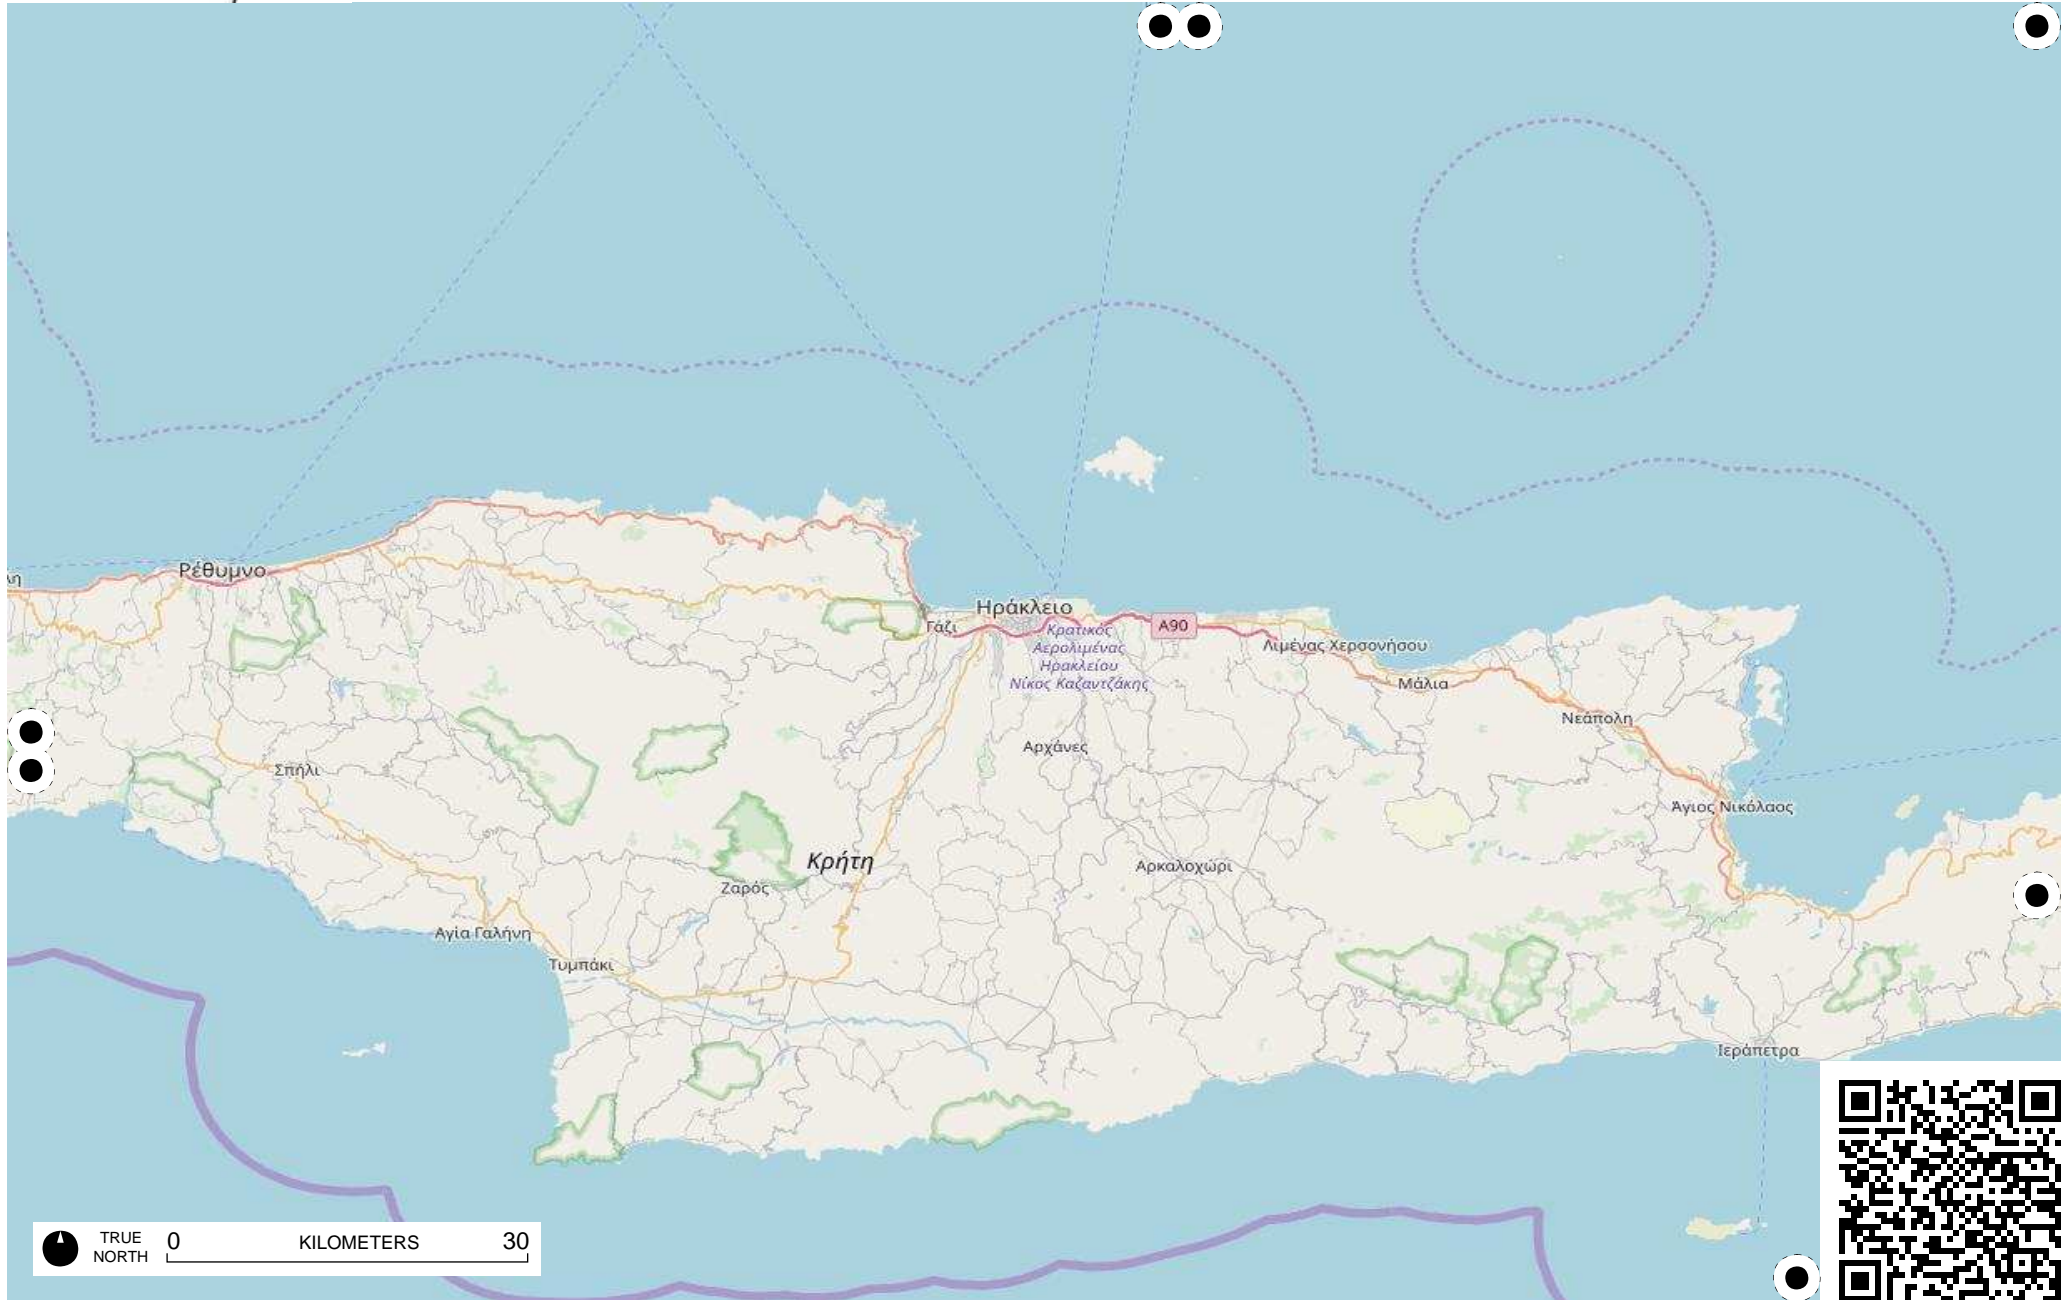 Ρέθυμνο
λη
Ηράκλειο
Γάζι
A90
Κρατικός
Αερολιμένας
Ηρακλείου
Νίκος Καζαντζάκης
Λιμένας Χερσονήσου
Μάλια
Νεάπολη
Αρχάνες
Σπήλι
Άγιος Νικόλαος
Κρήτη
Αρκαλοχώρι
Ζαρός
Αγία Γαλήνη
Τυμπάκι
Ιεράπετρα
TRUE
NORTH
0 KILOMETERS 30